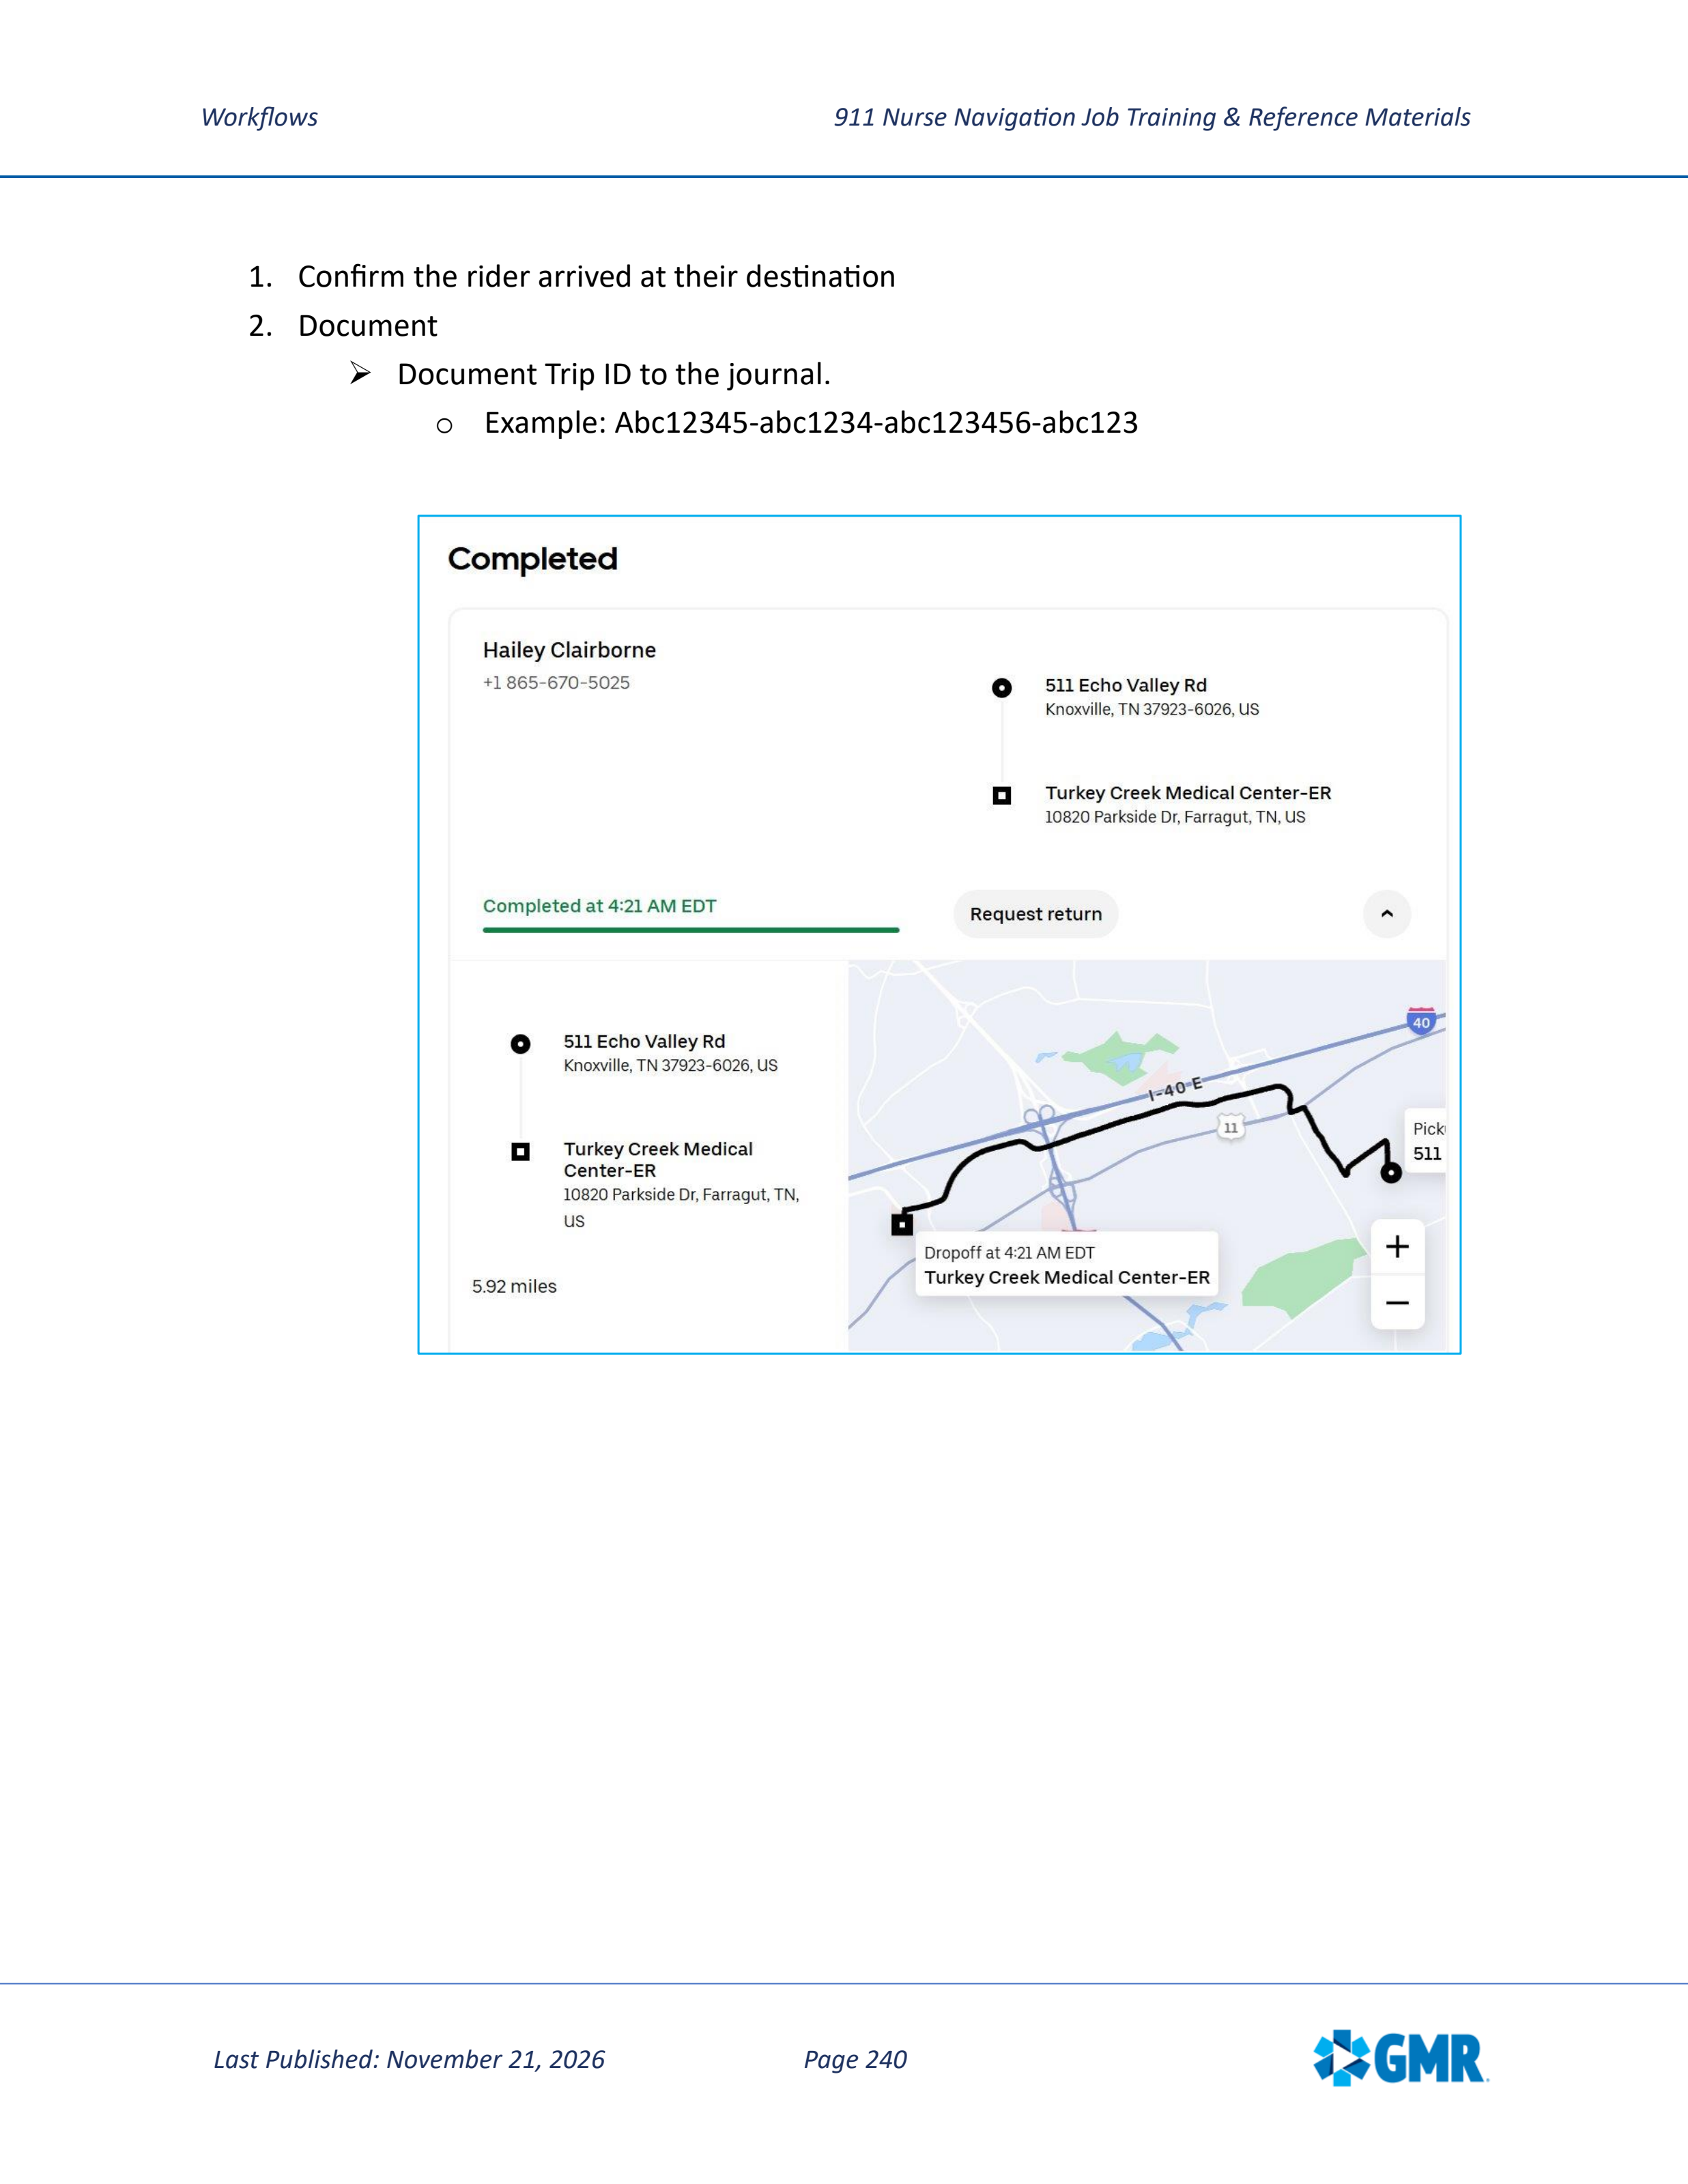 Workflows
911 Nurse Navigation Job Training & Reference Materials
1. Confirm the rider arrived at their destination
2. Document
➢ Document Trip ID to the journal.
o Example: Abc12345-abc1234-abc123456-abc123
Completed
Hailey Clairborne
+1 865-670-5025
511 Echo Valley Rd
Knoxville, TN 37923-6026, US
Turkey Creek Medical Center-ER
10820 Parkside Dr, Farragut, TN, US
Completed at 4:21 AM EDT
Request return
511 Echo Valley Rd
Knoxville, TN 37923-6026, US
Turkey Creek Medical
Center-ER
10820 Parkside Dr, Farragut, TN,
US
5.92 miles
40
I-40 E
11
Pick
511
Dropoff at 4:21 AM EDT
Turkey Creek Medical Center-ER
+
−
Last Published: November 21, 2026
Page 240
GMR